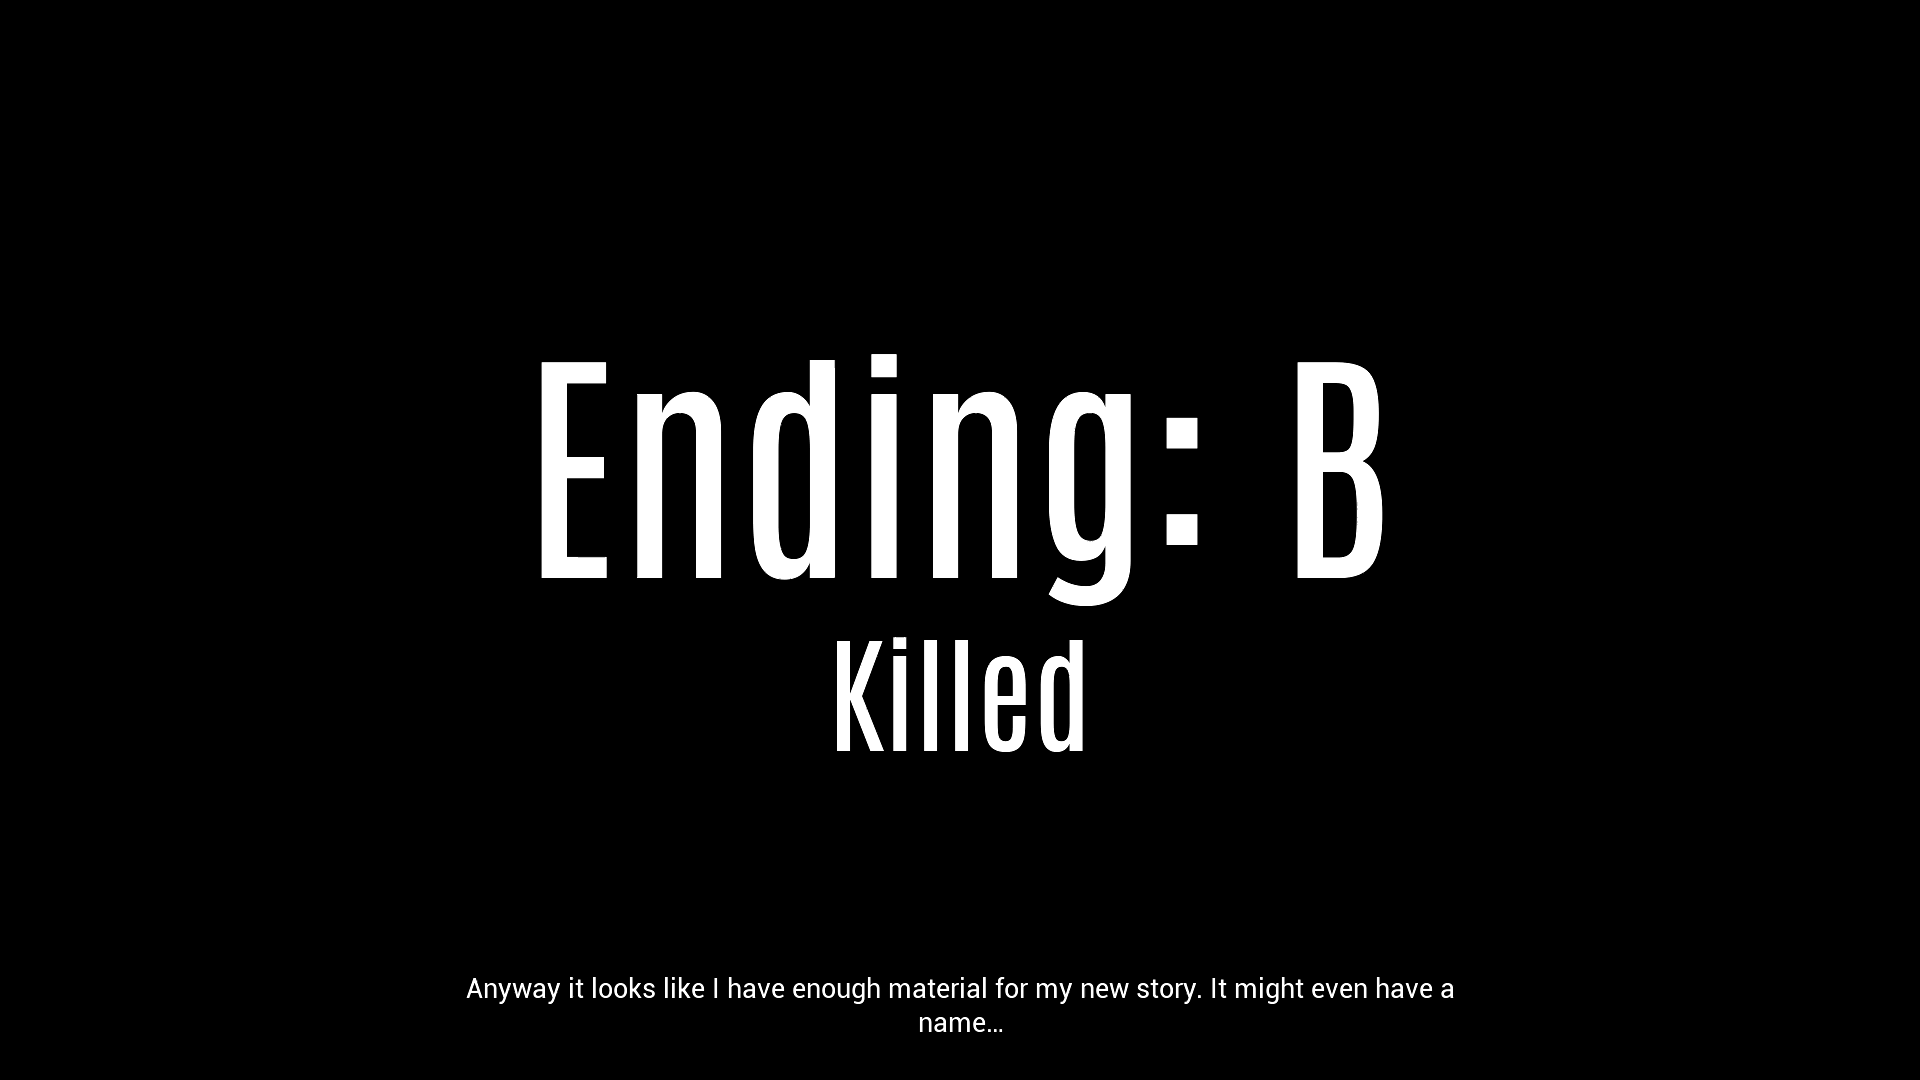 Ending: B
Killed
Anyway it looks like I have enough material for my new story. It might even have a
name...